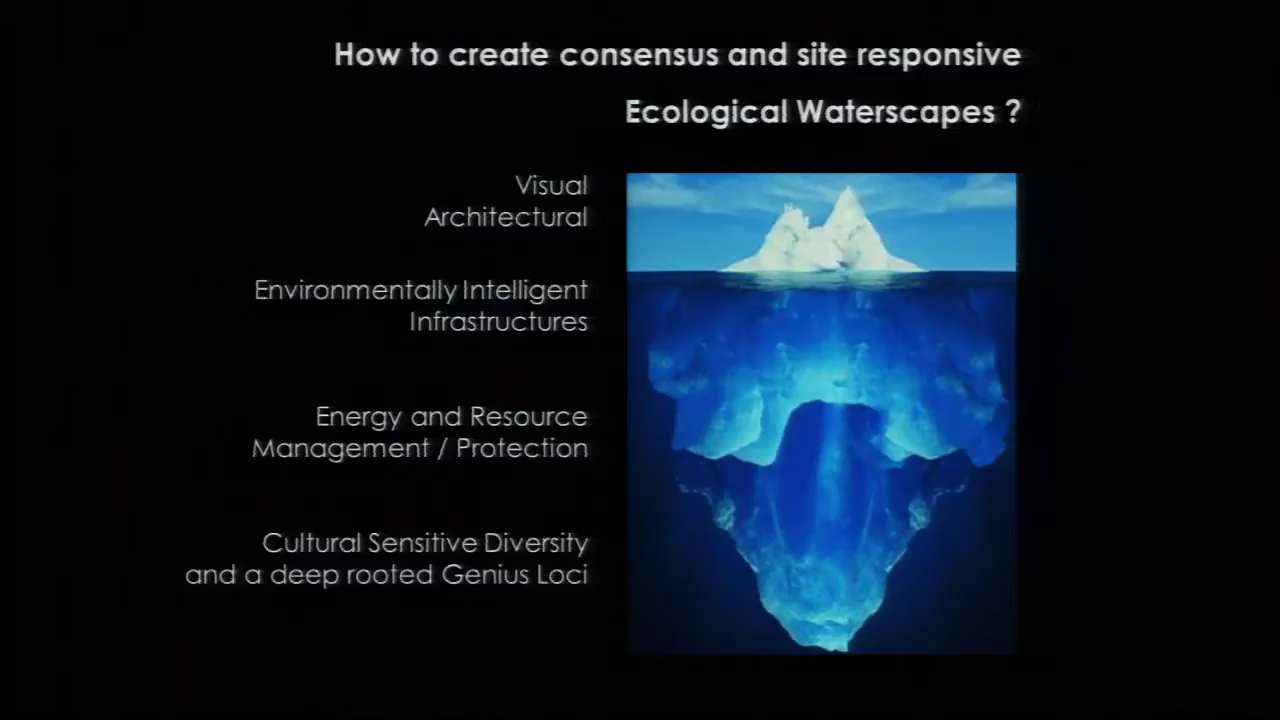 How to create consensus and site responsive
Ecological Waterscapes ?
Visual
Architectural
Environmentally Intelligent
Infrastructures
Energy and Resource
Management / Protection
Cultural Sensitive Diversity
and a deep rooted Genius Loci